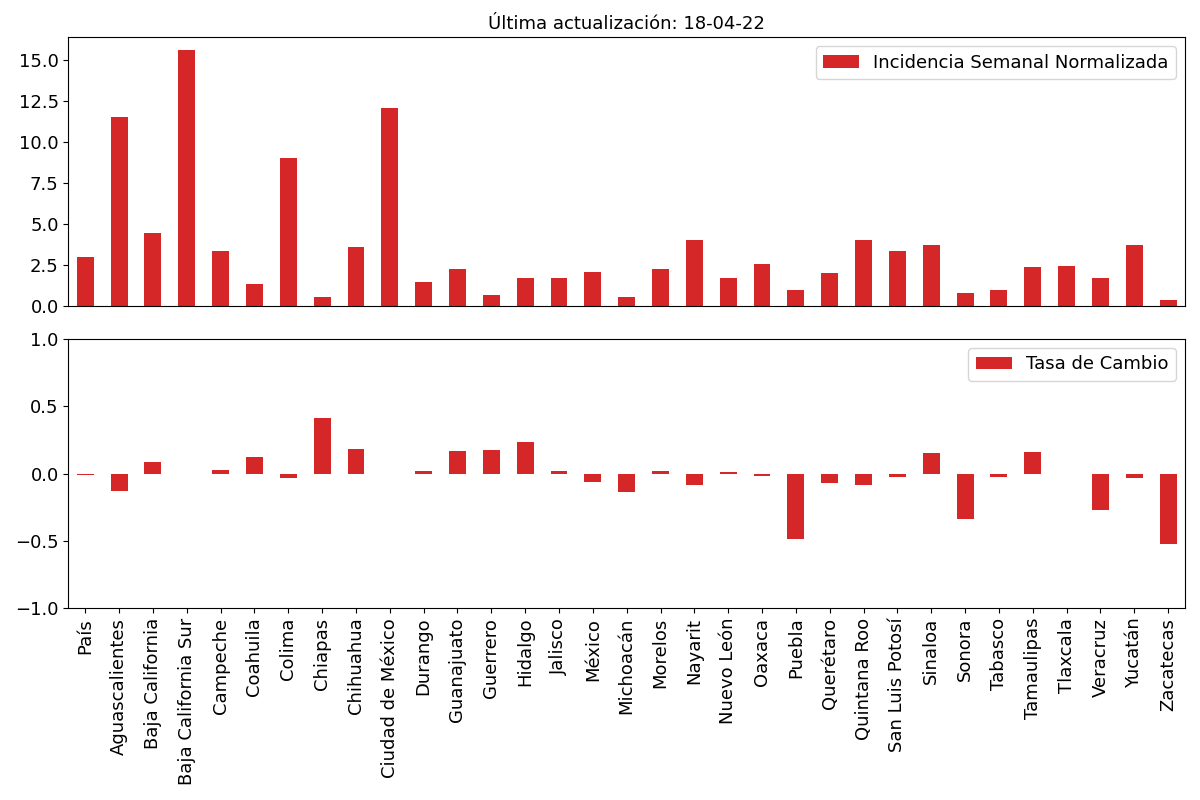 Última actualización: 18-04-22
Incidencia Semanal Normalizada
15.0
12.5
10.0
7.5
5.0
2.5
0.0
Tasa de Cambio
1.0
0.5
0.0
−0.5
−1.0
País
Aguascalientes
Baja California
Baja California Sur
Campeche
Coahuila
Colima
Chiapas
Chihuahua
Ciudad de México
Durango
Guanajuato
Guerrero
Hidalgo
Jalisco
México
Michoacán
Morelos
Nayarit
Nuevo León
Oaxaca
Puebla
Querétaro
Quintana Roo
San Luis Potosí
Sinaloa
Sonora
Tabasco
Tamaulipas
Tlaxcala
Veracruz
Yucatán
Zacatecas